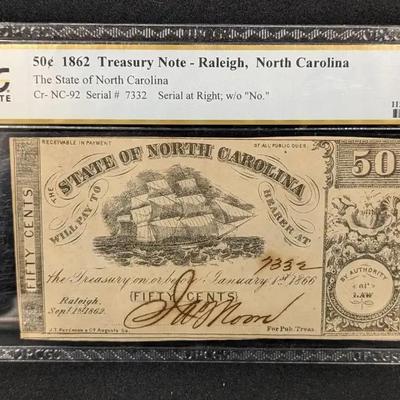 50¢ 1862 Treasury Note - Raleigh, North Carolina
The State of North Carolina
Cr- NC-92 Serial # 7332 Serial at Right; w/o "No."
RECEIVABLE IN PAYMENT OF ALL PUBLIC DUES.
THE STATE OF NORTH CAROLINA
WILL PAY TO BEARER AT
FIFTY CENTS
50
7332
the Treasury on or before January 1st 1866
(FIFTY CENTS)
BY AUTHORITY
OF
LAW
Raleigh,
Sept. 1st 1862.
For Pub. Treas.